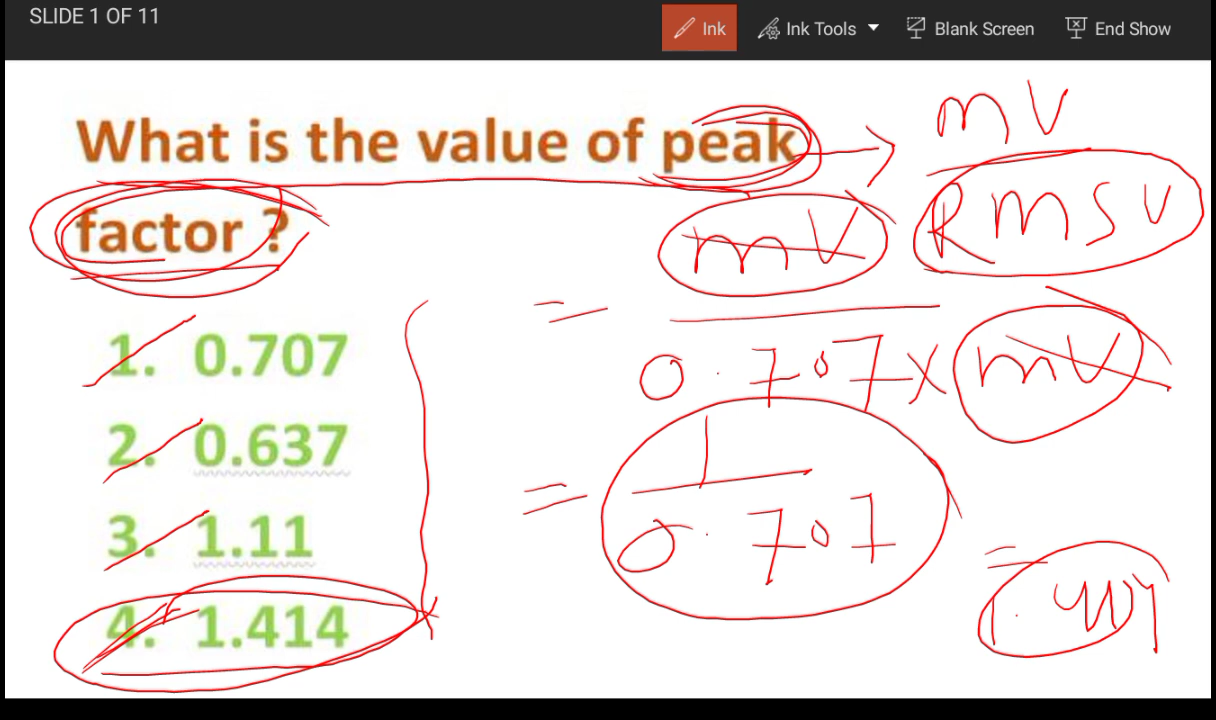 SLIDE 1 OF 11
Ink Ink Tools Blank Screen End Show
What is the value of peak
factor ?
mV
RMSV
mV
=
0.707x mV
1. 0.707
2. 0.637
3. 1.11
4. 1.414
= 1
0.707
= 1.414